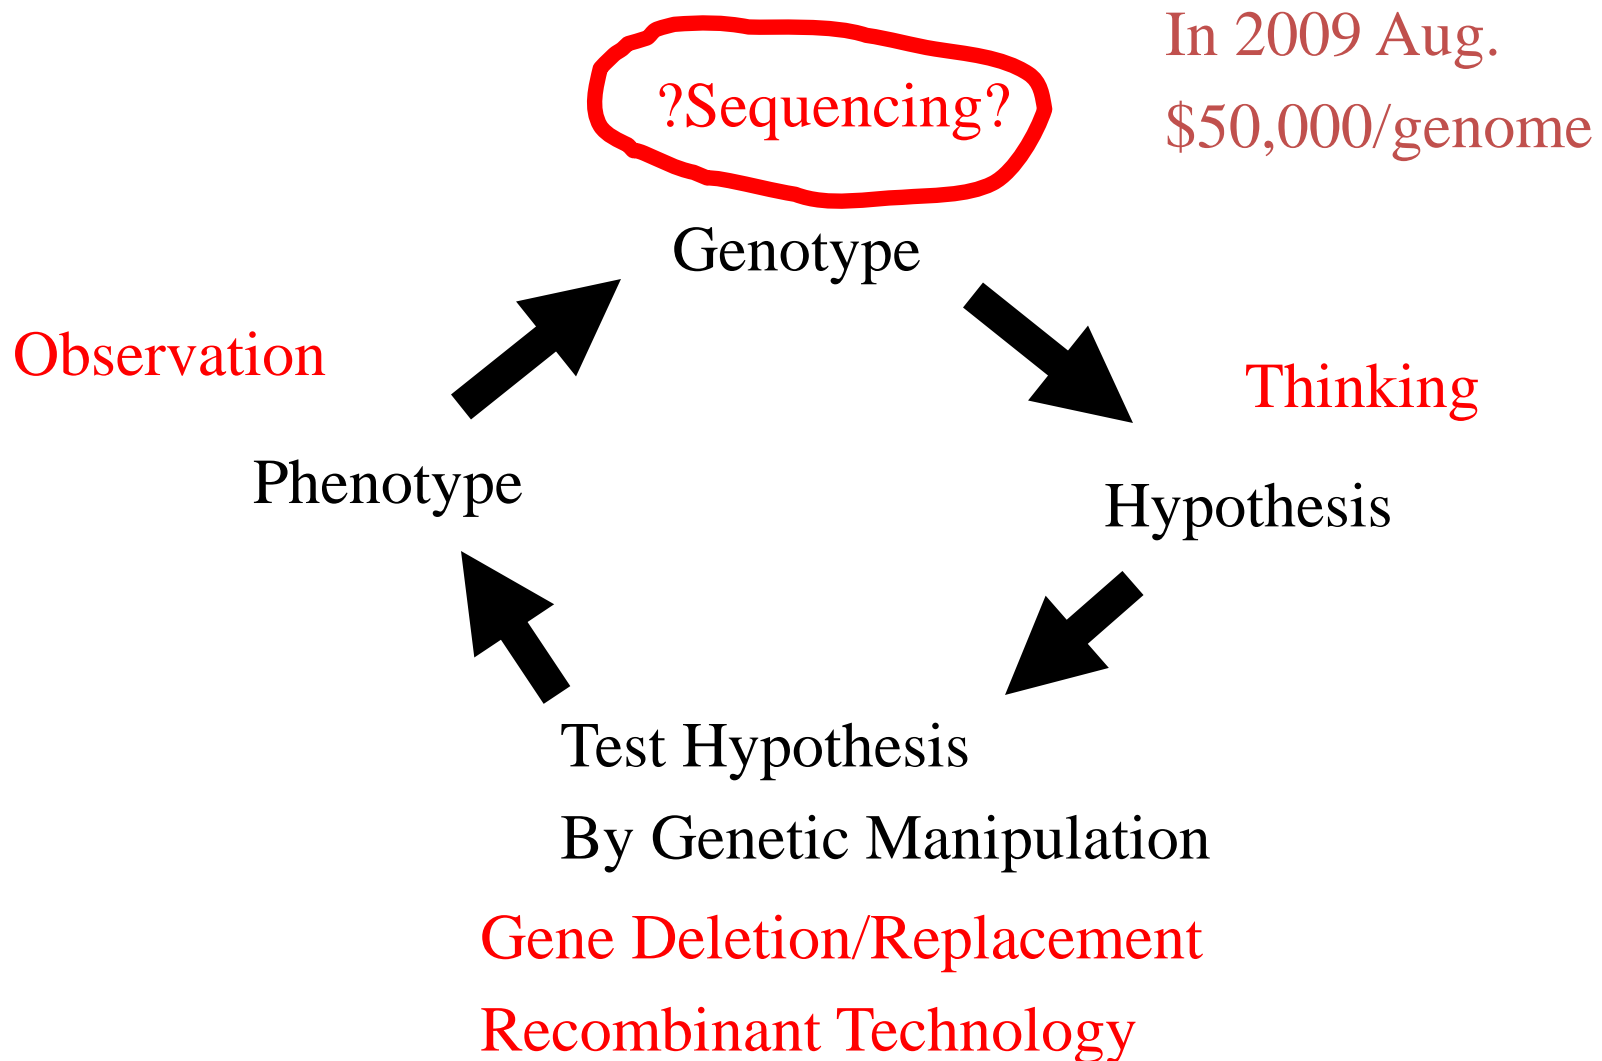 In 2009 Aug.
?Sequencing?
$50,000/genome
Genotype
Observation
Thinking
Phenotype
Hypothesis
Test Hypothesis
By Genetic Manipulation
Gene Deletion/Replacement
Recombinant Technology